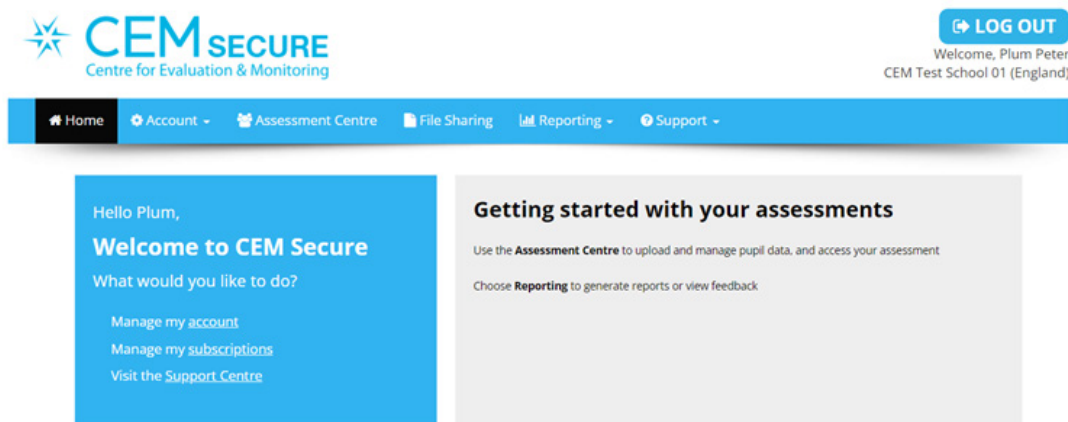 CEM SECURE
Centre for Evaluation & Monitoring
LOG OUT
Welcome, Plum Peter
CEM Test School 01 (England)
Home Account Assessment Centre File Sharing Reporting Support
Hello Plum,
Welcome to CEM Secure
What would you like to do?
Manage my account
Manage my subscriptions
Visit the Support Centre
Getting started with your assessments
Use the Assessment Centre to upload and manage pupil data, and access your assessment
Choose Reporting to generate reports or view feedback